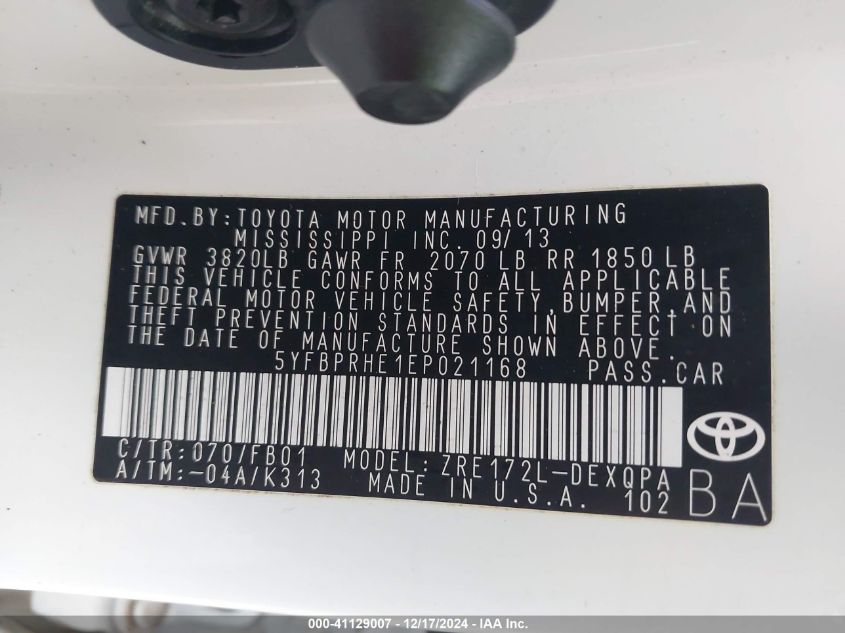 MFD.BY:TOYOTA MOTOR MANUFACTURING
MISSISSIPPI INC. 09/13
GVWR 3820LB GAWR FR 2070 LB RR 1850 LB
THIS VEHICLE CONFORMS TO ALL APPLICABLE
FEDERAL MOTOR VEHICLE SAFETY,BUMPER,AND
THEFT PREVENTION STANDARDS IN EFFECT ON
THE DATE OF MANUFACTURE SHOWN ABOVE.
5YFBPRHE1EP021168 PASS.CAR
C/TR:070/FB01 MODEL:ZRE172L-DEXQPA
A/TM:-04A/K313 MADE IN U.S.A. 102 BA
000-41129007 - 12/17/2024 - IAA Inc.